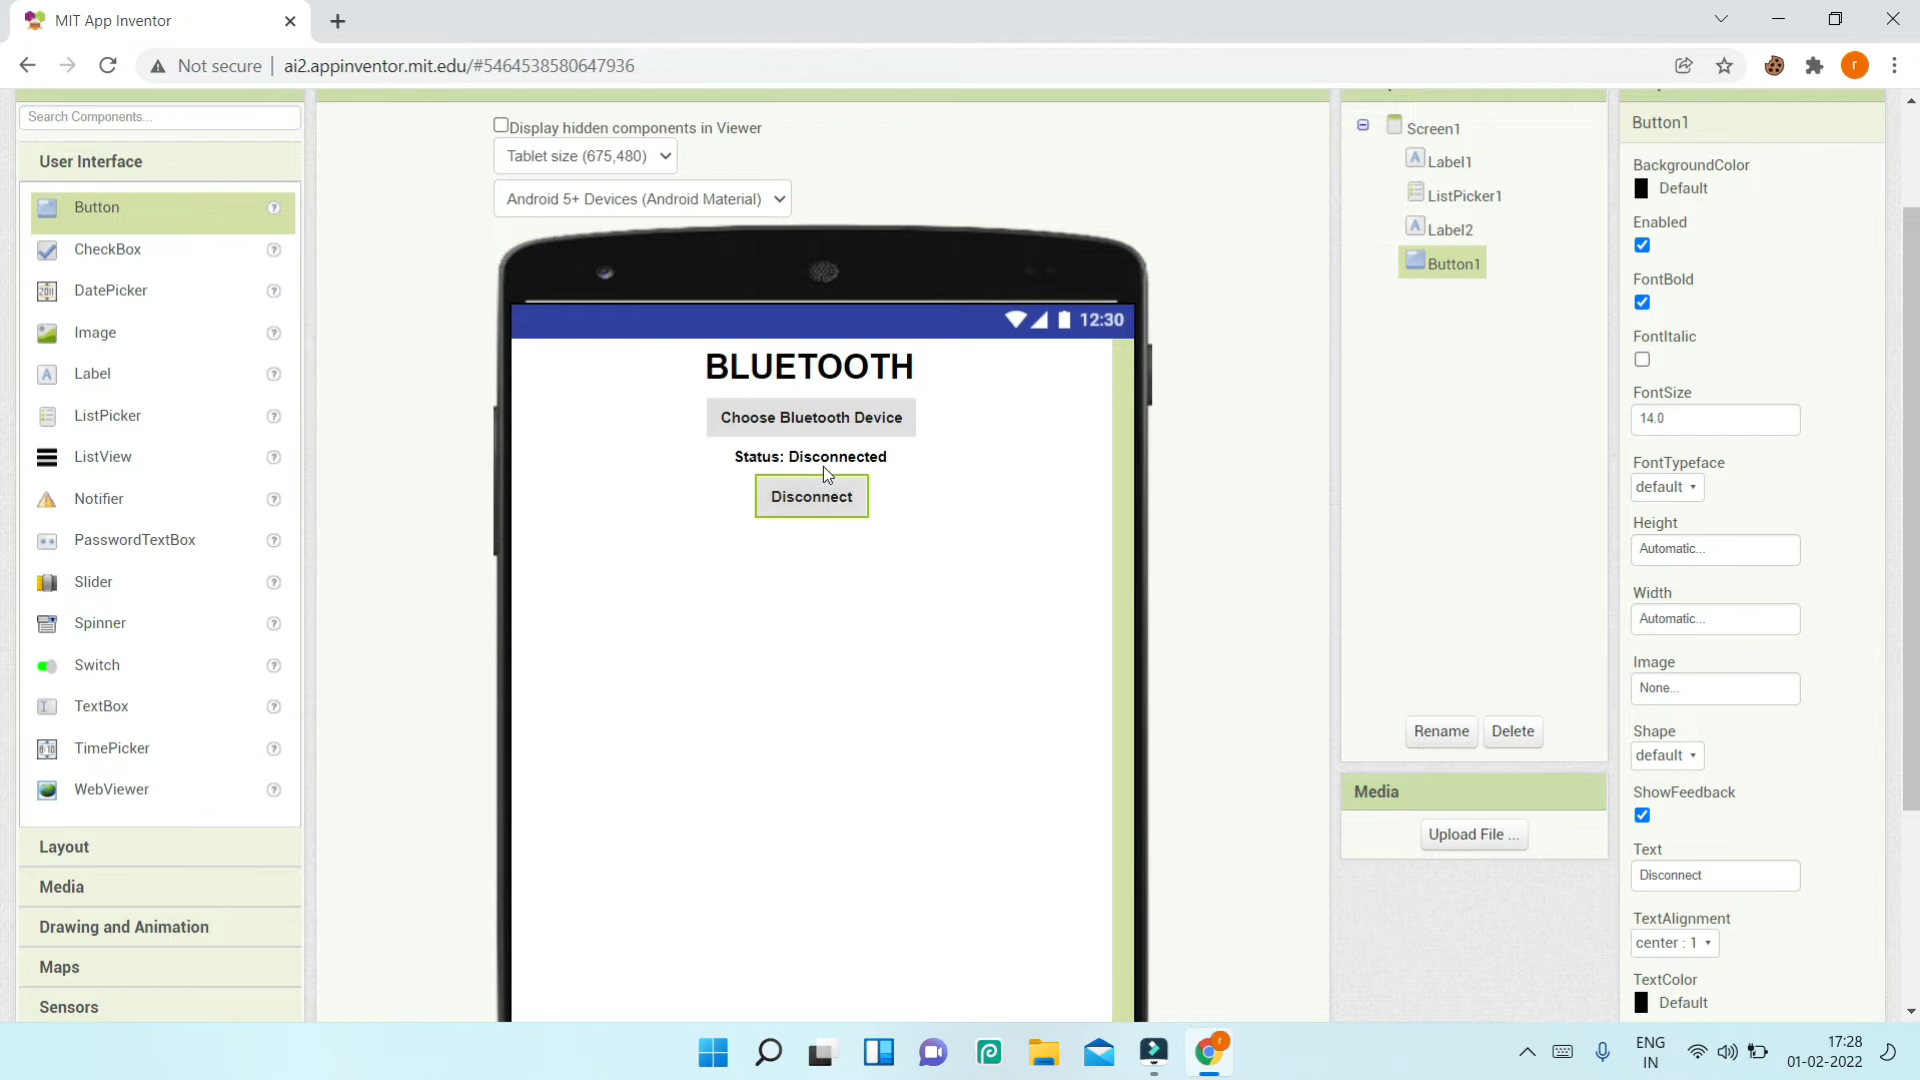 MIT App Inventor
Not secure
ai2.appinventor.mit.edu/#5464538580647936
r
Search Components...
User Interface
Button
CheckBox
DatePicker
Image
Label
ListPicker
ListView
Notifier
PasswordTextBox
Slider
Spinner
Switch
TextBox
TimePicker
WebViewer
Layout
Media
Drawing and Animation
Maps
Sensors
Display hidden components in Viewer
Tablet size (675,480)
Android 5+ Devices (Android Material)
12:30
BLUETOOTH
Choose Bluetooth Device
Status: Disconnected
Disconnect
Screen1
Label1
ListPicker1
Label2
Button1
Rename
Delete
Media
Upload File ...
Button1
BackgroundColor
Default
Enabled
FontBold
FontItalic
FontSize
14.0
FontTypeface
default
Height
Automatic...
Width
Automatic...
Image
None...
Shape
default
ShowFeedback
Text
Disconnect
TextAlignment
center : 1
TextColor
Default
ENG
IN
17:28
01-02-2022